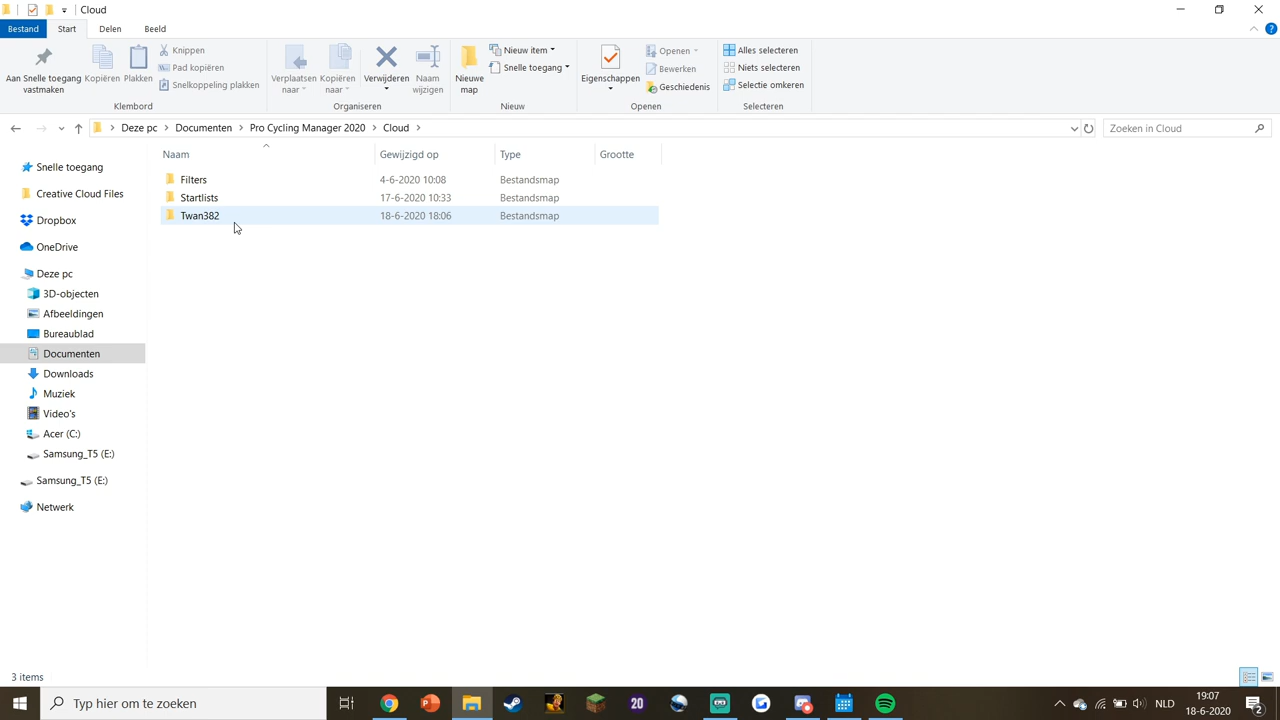 Cloud
Bestand Start Delen Beeld
Aan Snelle toegang vastmaken
Kopiëren
Plakken
Knippen
Pad kopiëren
Snelkoppeling plakken
Klembord
Verplaatsen naar
Kopiëren naar
Verwijderen
Naam wijzigen
Organiseren
Nieuwe map
Nieuw item
Snelle toegang
Nieuw
Eigenschappen
Openen
Bewerken
Geschiedenis
Openen
Alles selecteren
Niets selecteren
Selectie omkeren
Selecteren
Deze pc > Documenten > Pro Cycling Manager 2020 > Cloud >
Zoeken in Cloud
Naam Gewijzigd op Type Grootte
Filters 4-6-2020 10:08 Bestandsmap
Startlists 17-6-2020 10:33 Bestandsmap
Twan382 18-6-2020 18:06 Bestandsmap
Snelle toegang
Creative Cloud Files
Dropbox
OneDrive
Deze pc
3D-objecten
Afbeeldingen
Bureaublad
Documenten
Downloads
Muziek
Video's
Acer (C:)
Samsung_T5 (E:)
Samsung_T5 (E:)
Netwerk
3 items
Typ hier om te zoeken
20
NLD
19:07
18-6-2020
2